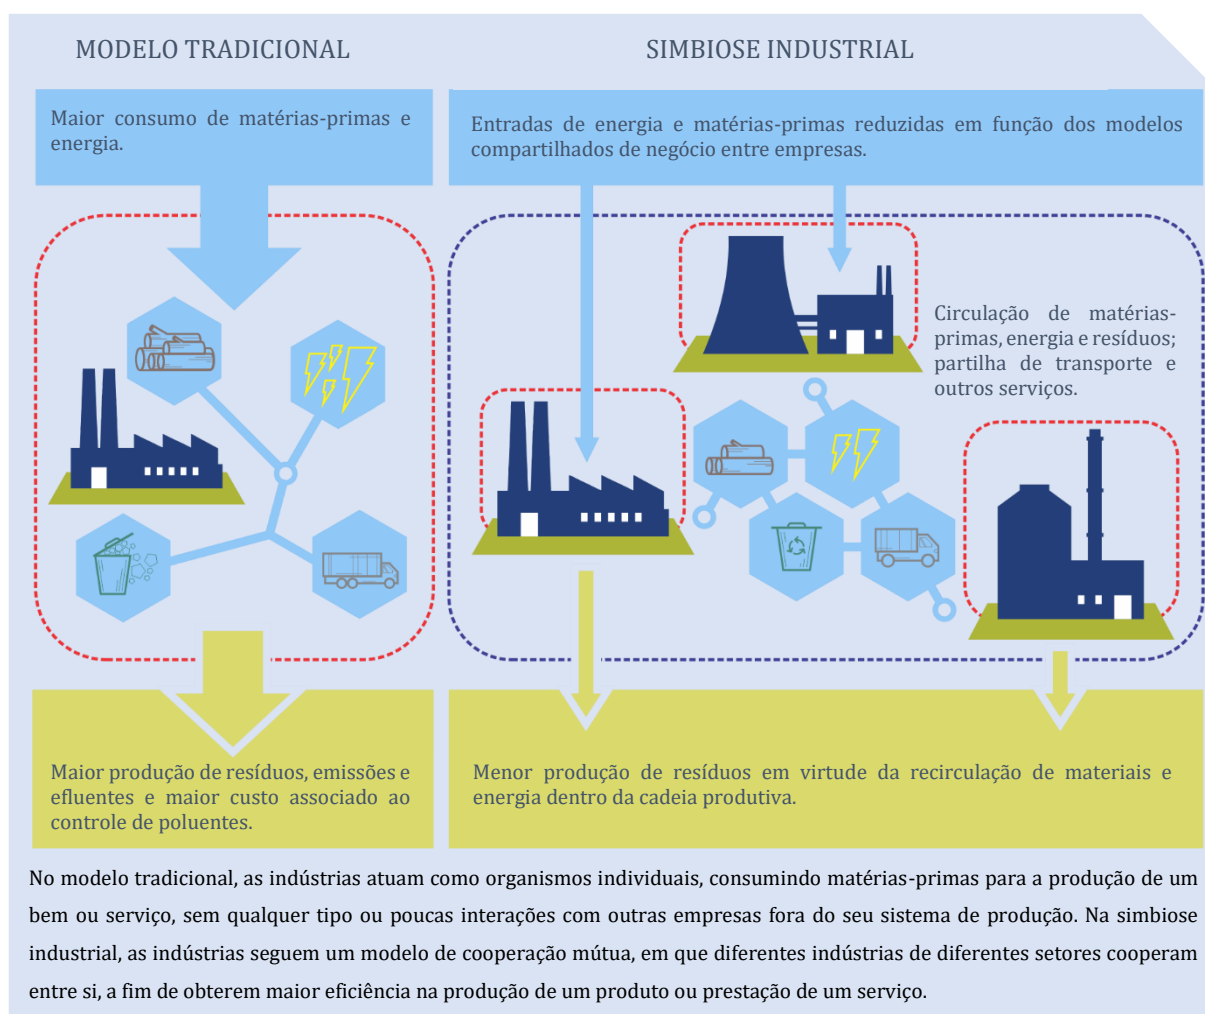 MODELO TRADICIONAL
Maior consumo de matérias-primas e
energia.
Maior produção de resíduos, emissões e
efluentes e maior custo associado ao
controle de poluentes.
SIMBIOSE INDUSTRIAL
Entradas de energia e matérias-primas reduzidas em função dos modelos
compartilhados de negócio entre empresas.
Circulação de matérias-
primas, energia e resíduos;
partilha de transporte e
outros serviços.
Menor produção de resíduos em virtude da recirculação de materiais e
energia dentro da cadeia produtiva.
No modelo tradicional, as indústrias atuam como organismos individuais, consumindo matérias-primas para a produção de um
bem ou serviço, sem qualquer tipo ou poucas interações com outras empresas fora do seu sistema de produção. Na simbiose
industrial, as indústrias seguem um modelo de cooperação mútua, em que diferentes indústrias de diferentes setores cooperam
entre si, a fim de obterem maior eficiência na produção de um produto ou prestação de um serviço.